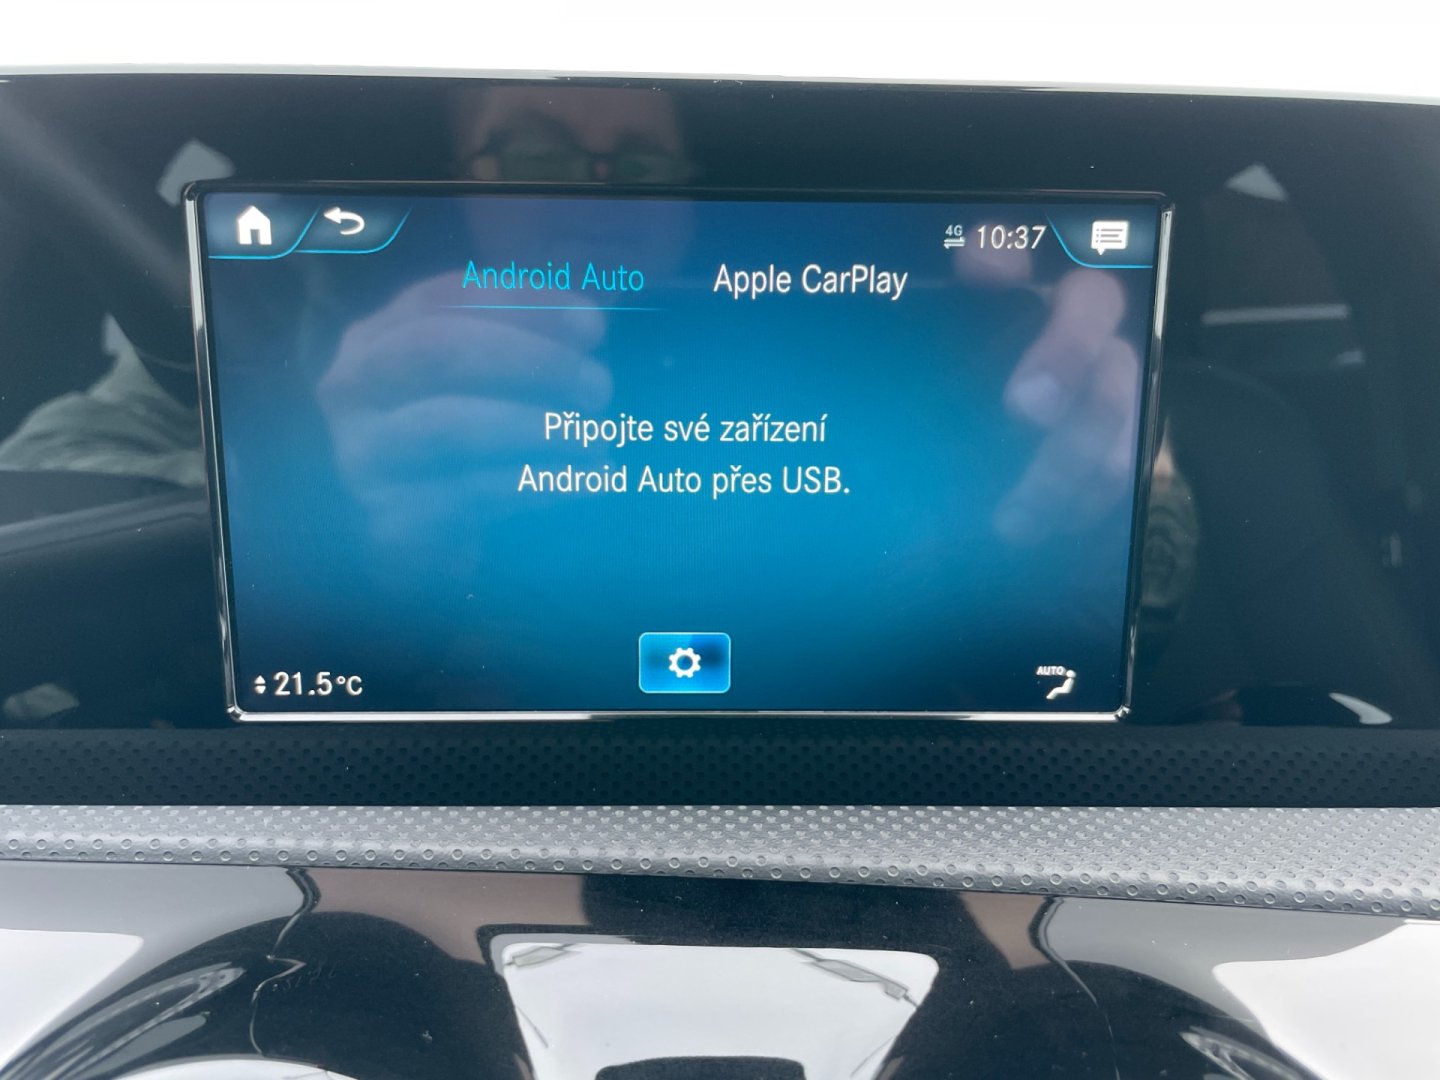 4G 10:37
Android Auto Apple CarPlay
Připojte své zařízení
Android Auto přes USB.
21.5°C
AUTO